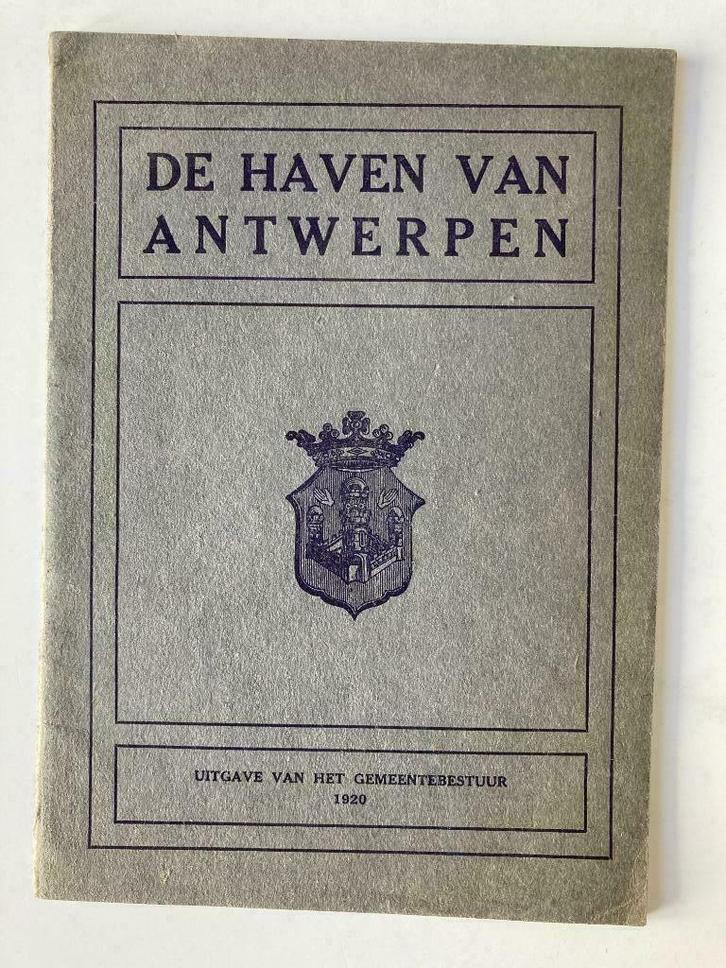 DE HAVEN VAN
ANTWERPEN
UITGAVE VAN HET GEMEENTEBESTUUR
1920